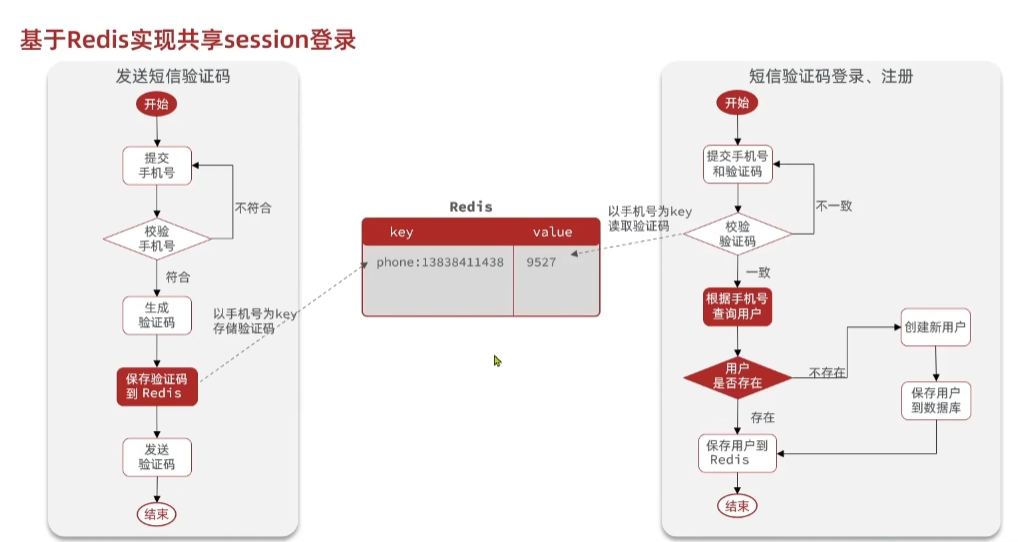 基于Redis实现共享session登录
发送短信验证码
开始
提交
手机号
不符合
校验
手机号
符合
生成
验证码
以手机号为key
存储验证码
保存验证码
到 Redis
发送
验证码
结束
Redis
key
value
phone:13838411438
9527
短信验证码登录、注册
开始
提交手机号
和验证码
不一致
以手机号为key
读取验证码
校验
验证码
一致
根据手机号
查询用户
用户
是否存在
不存在
创建新用户
保存用户
到数据库
存在
保存用户到
Redis
结束